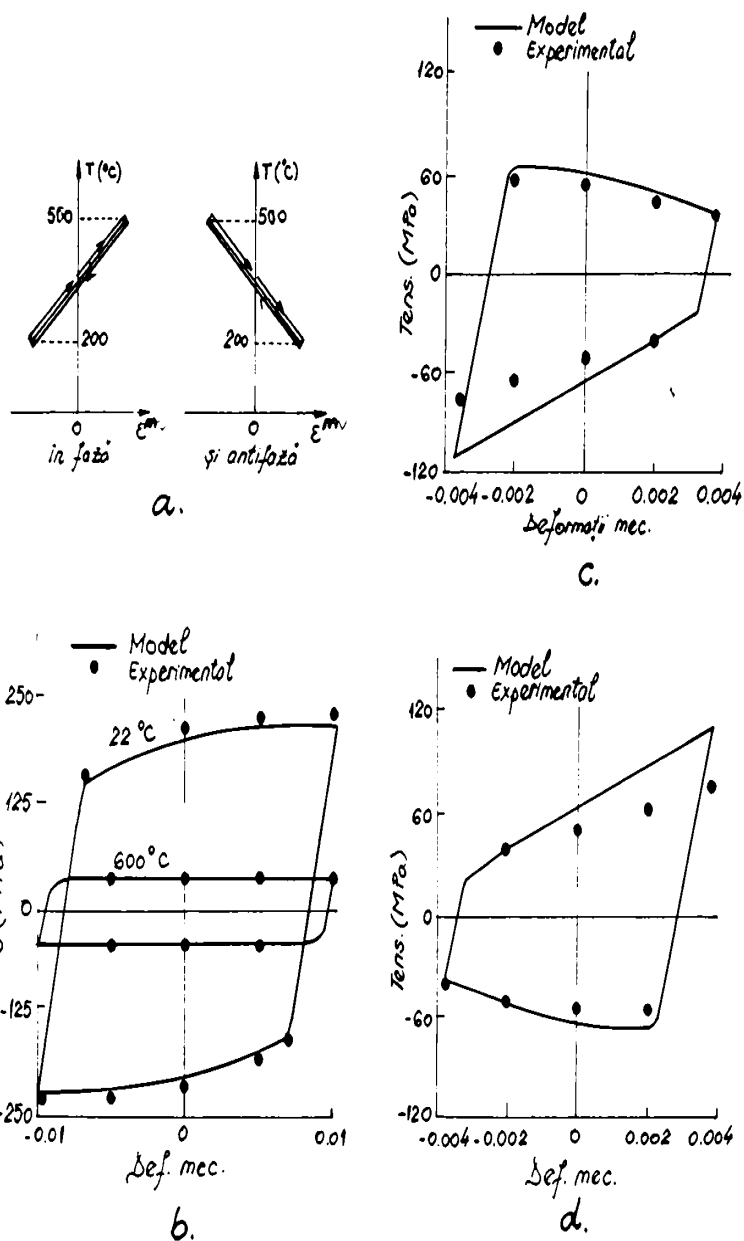 T(°C)
500
200
0
εᵐᵥ
în fază
T(°C)
500
200
0
εᵐᵥ
și antifază
a.
Model
Experimental
120
60
0
-60
-120
Tens. (MPa)
-0.004 -0.002 0 0.002 0.004
Deformații mec.
c.
Model
Experimental
250
22 °C
125
600°C
0
-125
-250
-0.01 0 0.01
Def. mec.
b.
Model
Experimental
120
60
0
-60
-120
Tens. (MPa)
-0.004 -0.002 0 0.002 0.004
Def. mec.
d.